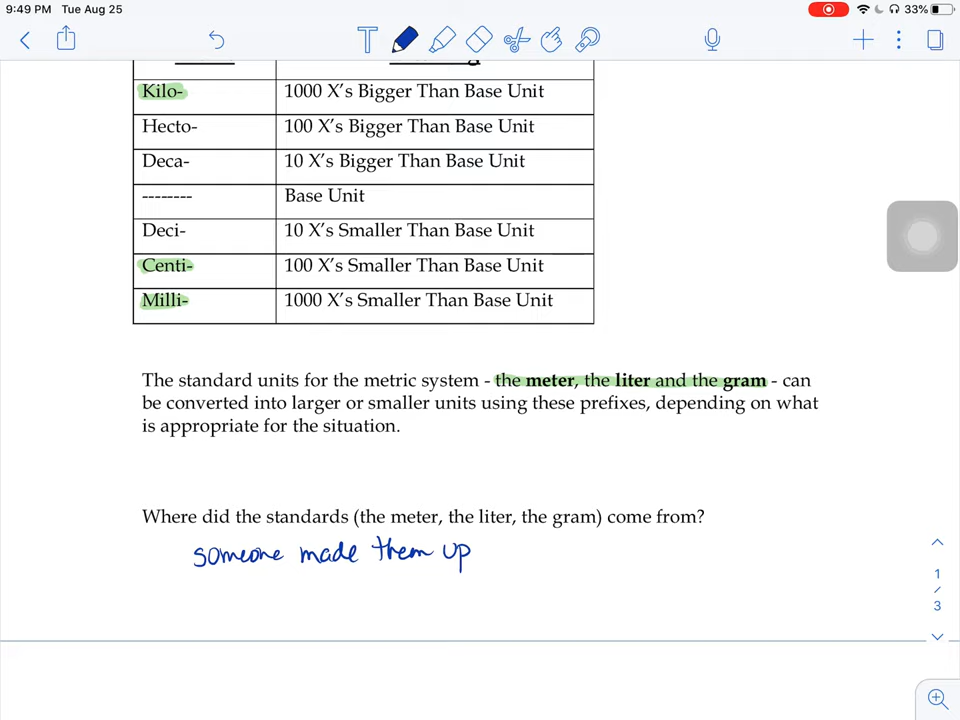 9:49 PM Tue Aug 25
33%
Kilo- 1000 X's Bigger Than Base Unit
Hecto- 100 X's Bigger Than Base Unit
Deca- 10 X's Bigger Than Base Unit
-------- Base Unit
Deci- 10 X's Smaller Than Base Unit
Centi- 100 X's Smaller Than Base Unit
Milli- 1000 X's Smaller Than Base Unit
The standard units for the metric system - the meter, the liter and the gram - can
be converted into larger or smaller units using these prefixes, depending on what
is appropriate for the situation.
Where did the standards (the meter, the liter, the gram) come from?
someone made them up
1
/
3